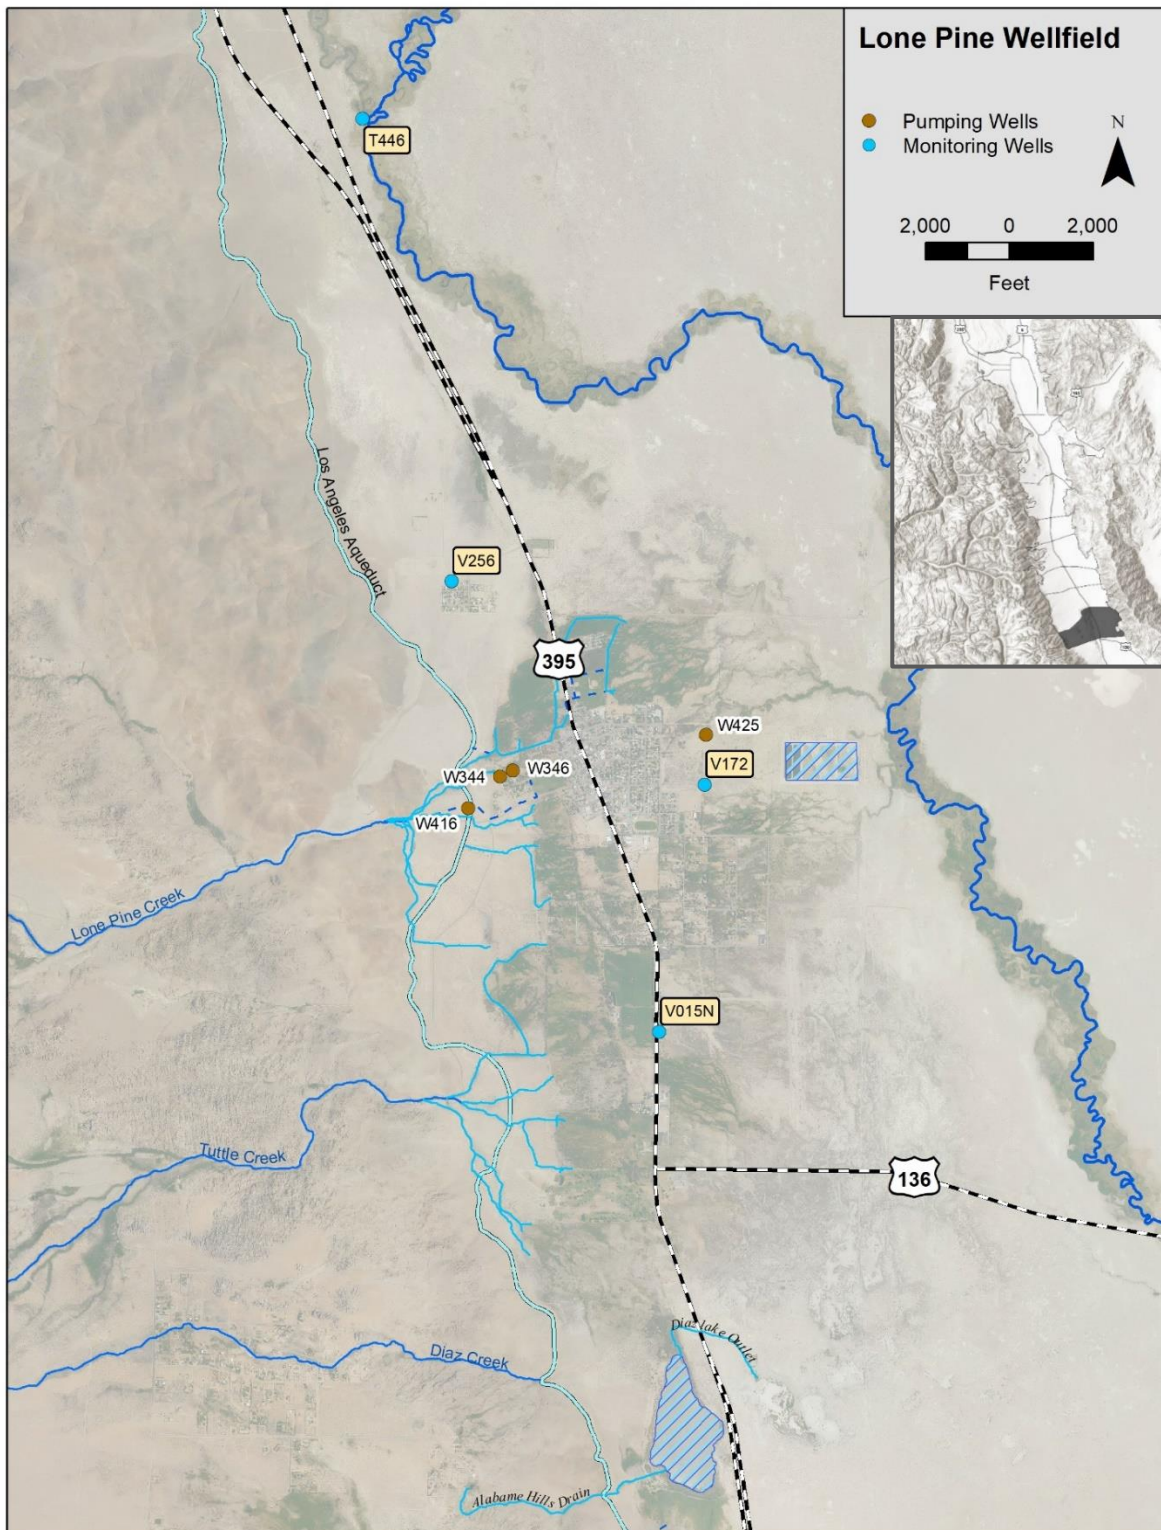 Lone Pine Wellfield
Pumping Wells
Monitoring Wells
N
2,000 0 2,000
Feet
T446
Los Angeles Aqueduct
V256
395
W425
V172
W344
W346
W416
Lone Pine Creek
V015N
Tuttle Creek
136
Diaz lake Outlet
Diaz Creek
Alabame Hills Drain